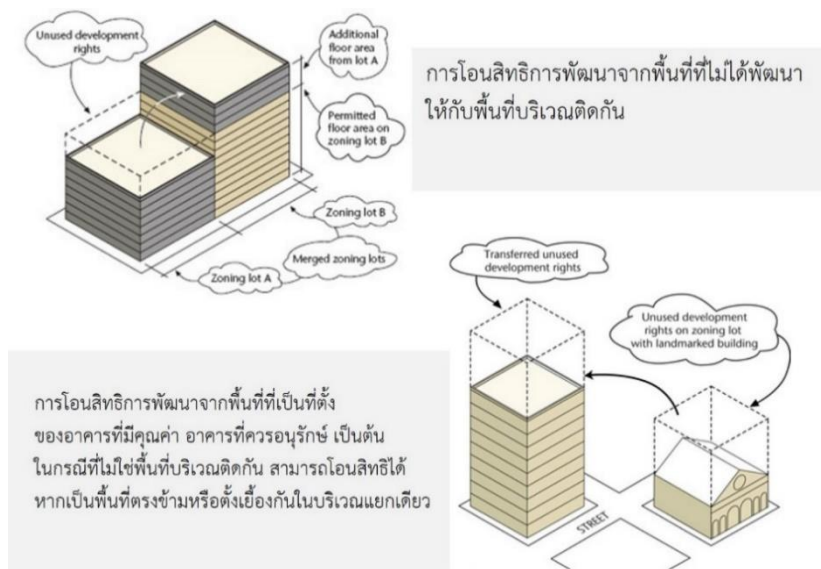 Unused development
rights
Additional
floor area
from lot A
Permitted
floor area on
zoning lot B
Zoning lot B
Merged zoning lots
Zoning lot A
การโอนสิทธิการพัฒนาจากพื้นที่ที่ไม่ได้พัฒนา
ให้กับพื้นที่บริเวณติดกัน
Transferred unused
development rights
Unused development
rights on zoning lot
with landmarked building
STREET
การโอนสิทธิการพัฒนาจากพื้นที่ที่เป็นที่ตั้ง
ของอาคารที่มีคุณค่า อาคารที่ควรอนุรักษ์ เป็นต้น
ในกรณีที่ไม่ใช่พื้นที่บริเวณติดกัน สามารถโอนสิทธิได้
หากเป็นพื้นที่ตรงข้ามหรือตั้งเยื้องกันในบริเวณแยกเดียว